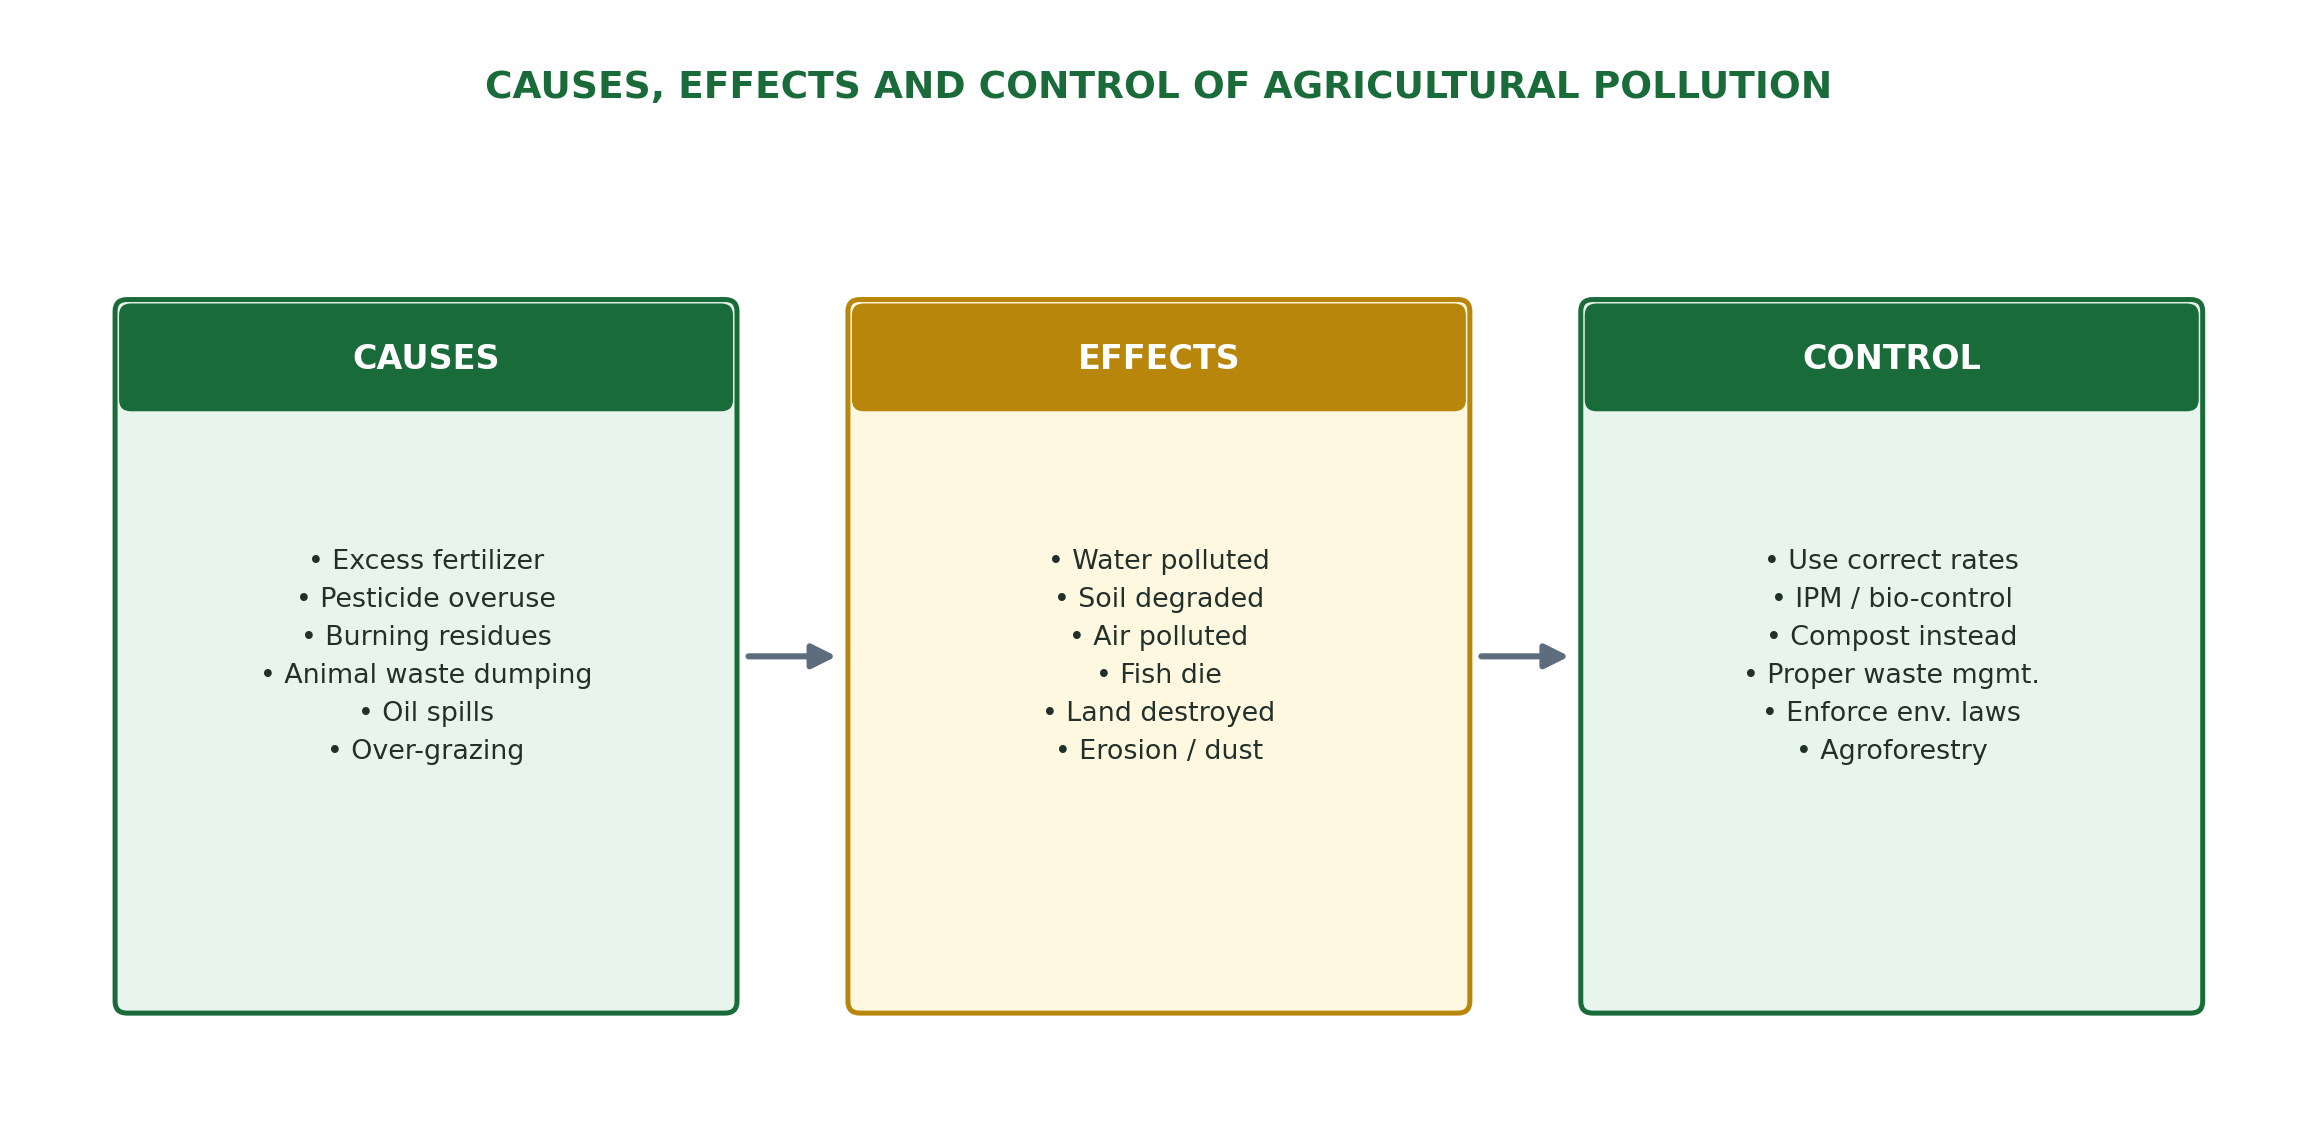 CAUSES, EFFECTS AND CONTROL OF AGRICULTURAL POLLUTION
CAUSES
• Excess fertilizer
• Pesticide overuse
• Burning residues
• Animal waste dumping
• Oil spills
• Over-grazing
EFFECTS
• Water polluted
• Soil degraded
• Air polluted
• Fish die
• Land destroyed
• Erosion / dust
CONTROL
• Use correct rates
• IPM / bio-control
• Compost instead
• Proper waste mgmt.
• Enforce env. laws
• Agroforestry